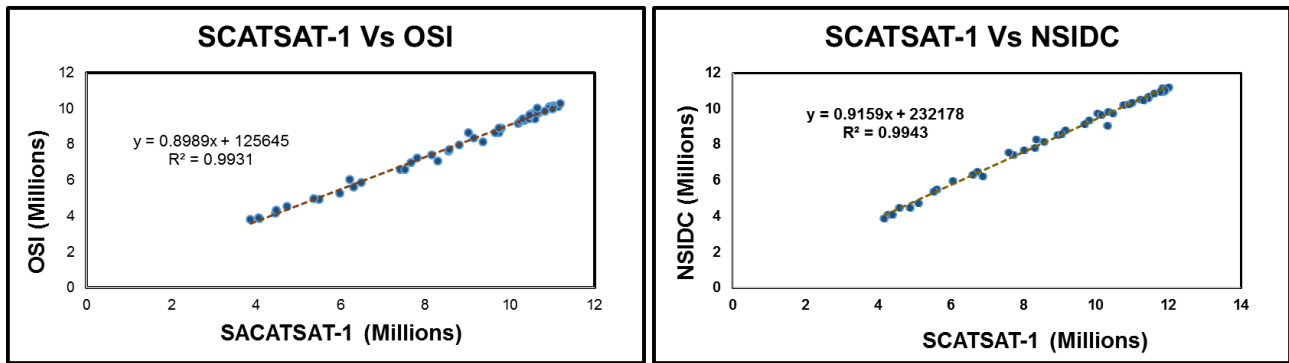 SCATSAT-1 Vs OSI
12
10
8
6
4
2
0
y = 0.8989x + 125645
R² = 0.9931
OSI (Millions)
0 2 4 6 8 10 12
SACATSAT-1 (Millions)
SCATSAT-1 Vs NSIDC
12
10
8
6
4
2
0
y = 0.9159x + 232178
R² = 0.9943
NSIDC (Millions)
0 2 4 6 8 10 12 14
SCATSAT-1 (Millions)